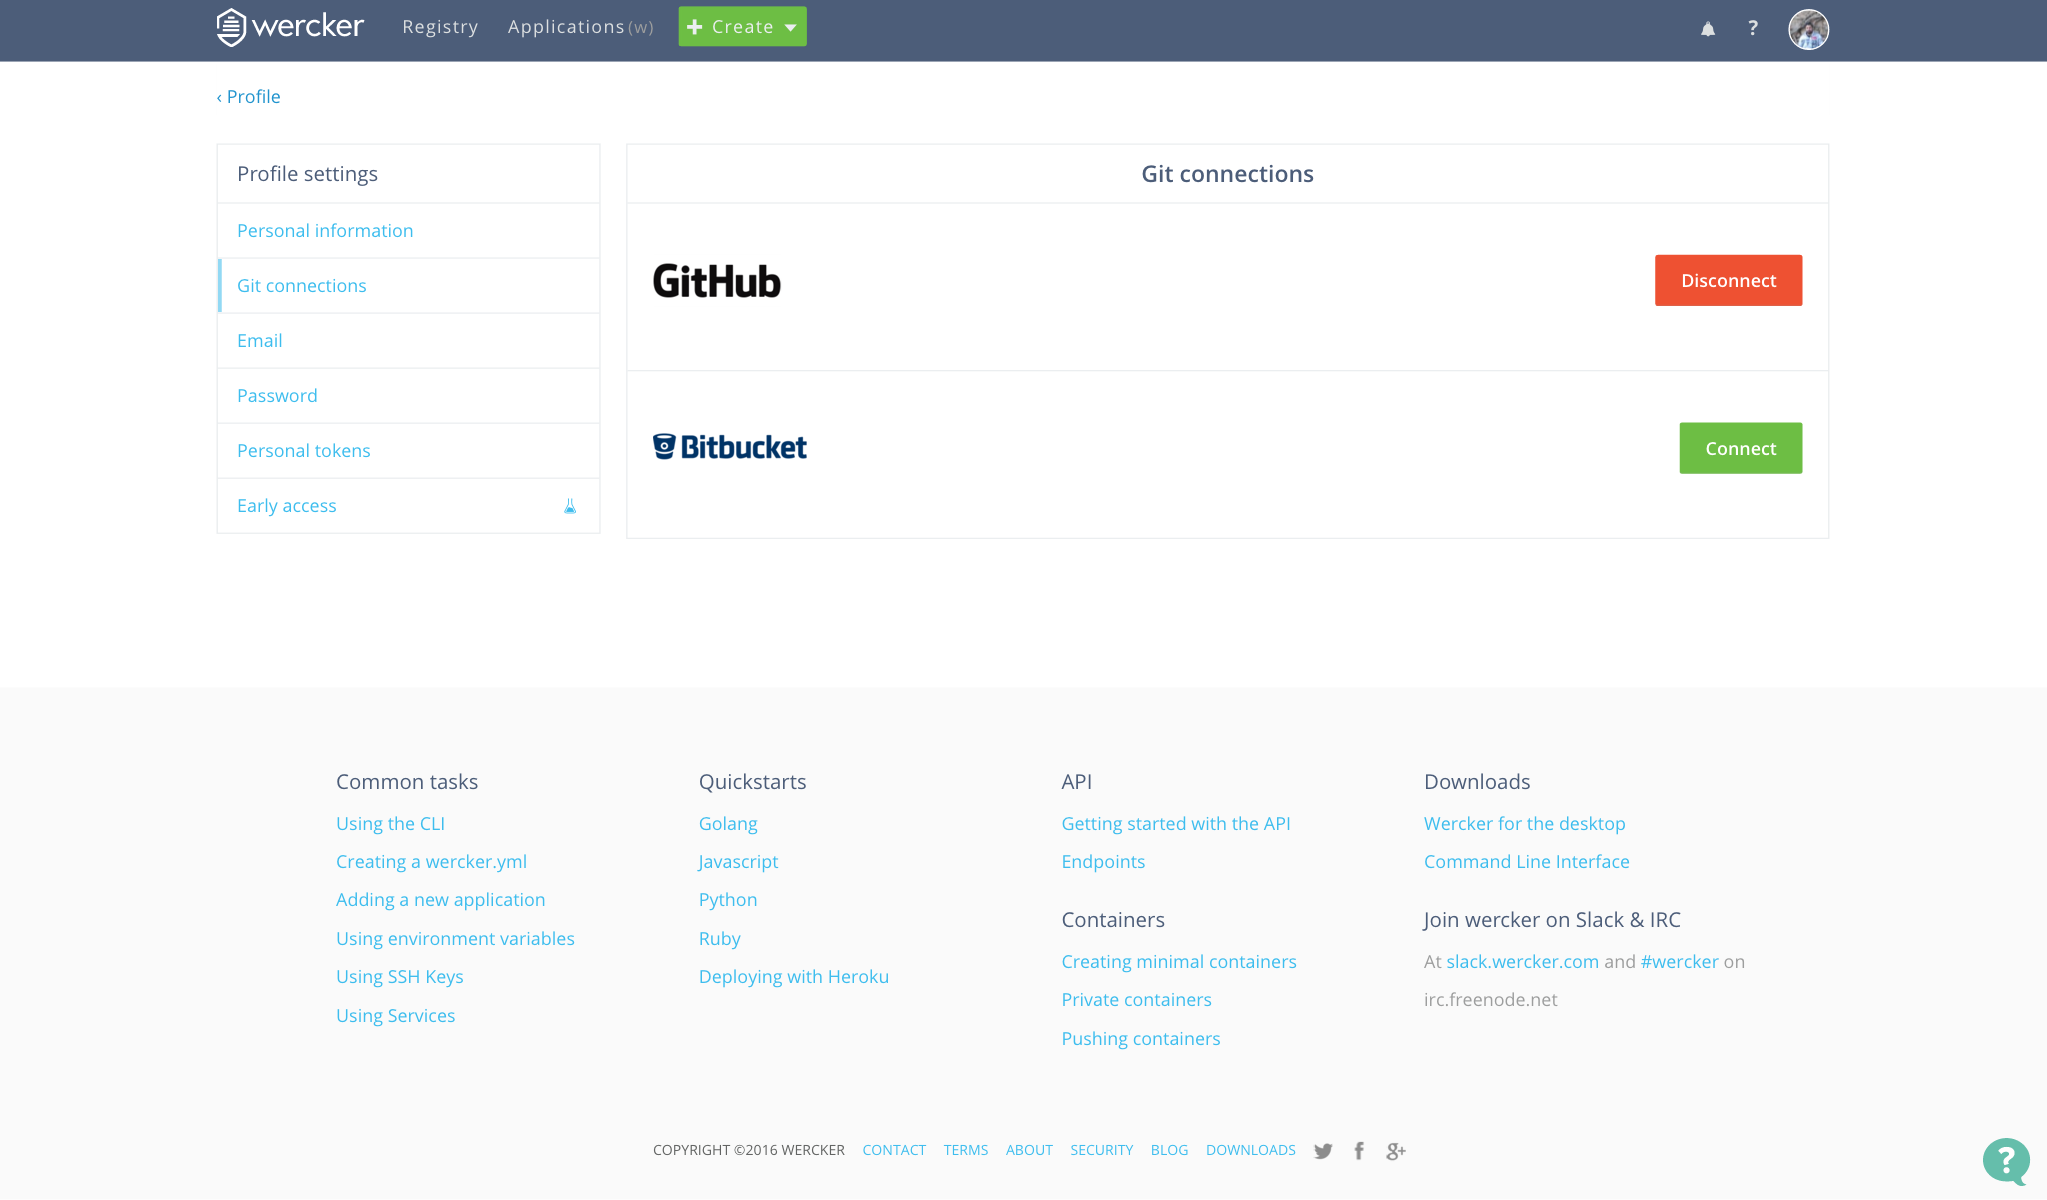 wercker Registry Applications (w) + Create ?
‹ Profile
Profile settings
Personal information
Git connections
Email
Password
Personal tokens
Early access
Git connections
GitHub Disconnect
Bitbucket Connect
Common tasks
Using the CLI
Creating a wercker.yml
Adding a new application
Using environment variables
Using SSH Keys
Using Services
Quickstarts
Golang
Javascript
Python
Ruby
Deploying with Heroku
API
Getting started with the API
Endpoints
Containers
Creating minimal containers
Private containers
Pushing containers
Downloads
Wercker for the desktop
Command Line Interface
Join wercker on Slack & IRC
At slack.wercker.com and #wercker on
irc.freenode.net
COPYRIGHT ©2016 WERCKER CONTACT TERMS ABOUT SECURITY BLOG DOWNLOADS f g+
?